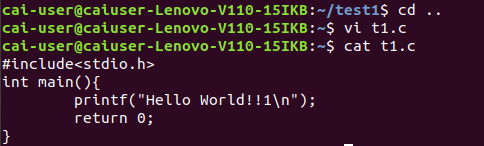 cai-user@caiuser-Lenovo-V110-15IKB:~/test1$ cd ..
cai-user@caiuser-Lenovo-V110-15IKB:~$ vi t1.c
cai-user@caiuser-Lenovo-V110-15IKB:~$ cat t1.c
#include<stdio.h>
int main(){
        printf("Hello World!!1\n");
        return 0;
}